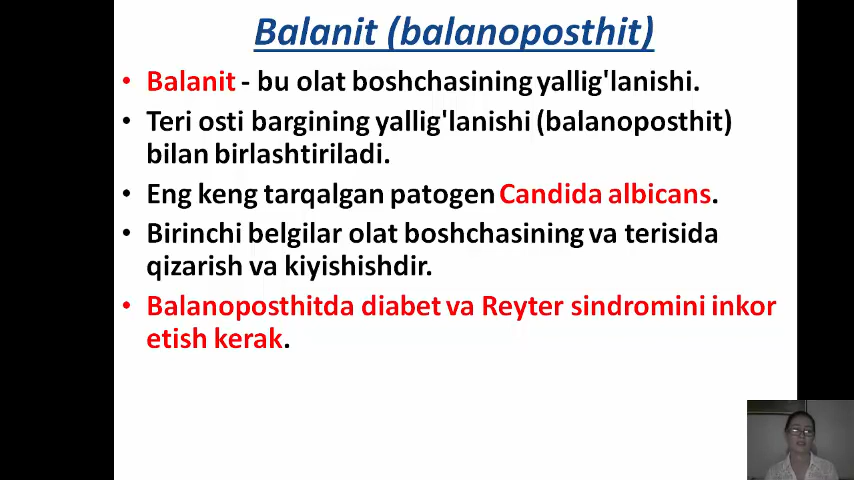 Balanit (balanoposthit)
• Balanit - bu olat boshchasining yallig'lanishi.
• Teri osti bargining yallig'lanishi (balanoposthit)
bilan birlashtiriladi.
• Eng keng tarqalgan patogen Candida albicans.
• Birinchi belgilar olat boshchasining va terisida
qizarish va kiyishishdir.
• Balanoposthitda diabet va Reyter sindromini inkor
etish kerak.